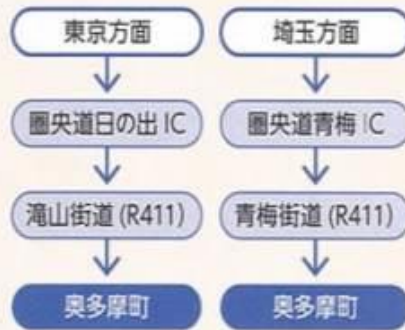 東京方面
圏央道日の出 IC
滝山街道 (R411)
奥多摩町
埼玉方面
圏央道青梅 IC
青梅街道 (R411)
奥多摩町